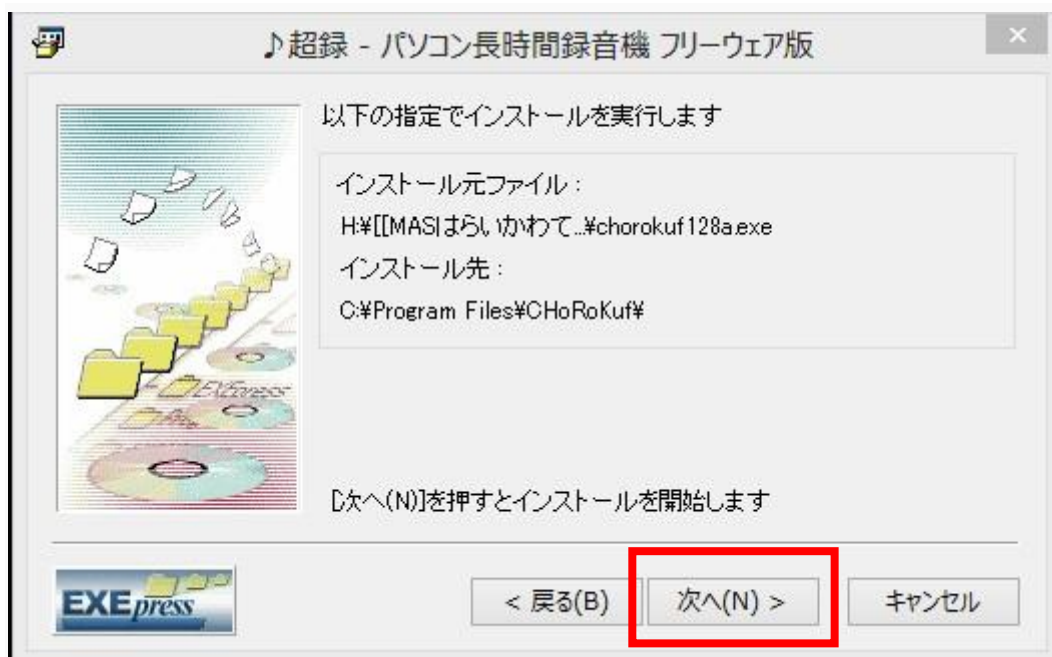 ♪超録 - パソコン長時間録音機 フリーウェア版
以下の指定でインストールを実行します
インストール元ファイル：
H:¥[[MAS|はらいかわて...¥chorokuf128a.exe
インストール先：
C:¥Program Files¥CHoRoKuf¥
[次へ(N)]を押すとインストールを開始します
EXEpress
EXEpress
< 戻る(B)
次へ(N) >
キャンセル